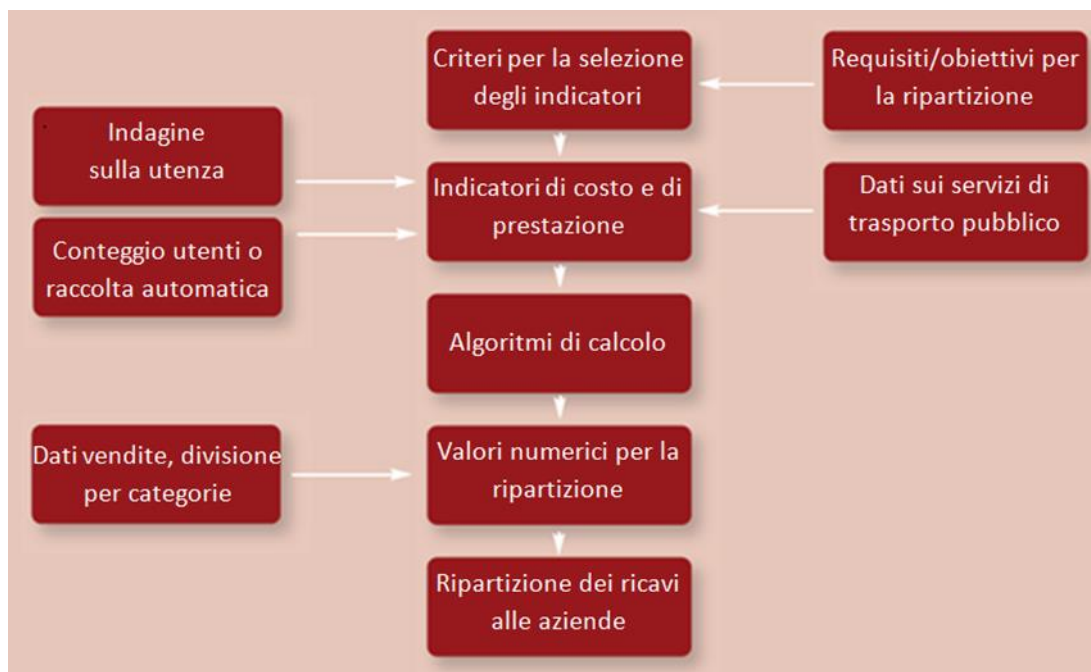 Criteri per la selezione
degli indicatori
Requisiti/obiettivi per
la ripartizione
Indagine
sulla utenza
Indicatori di costo e di
prestazione
Dati sui servizi di
trasporto pubblico
Conteggio utenti o
raccolta automatica
Algoritmi di calcolo
Dati vendite, divisione
per categorie
Valori numerici per la
ripartizione
Ripartizione dei ricavi
alle aziende